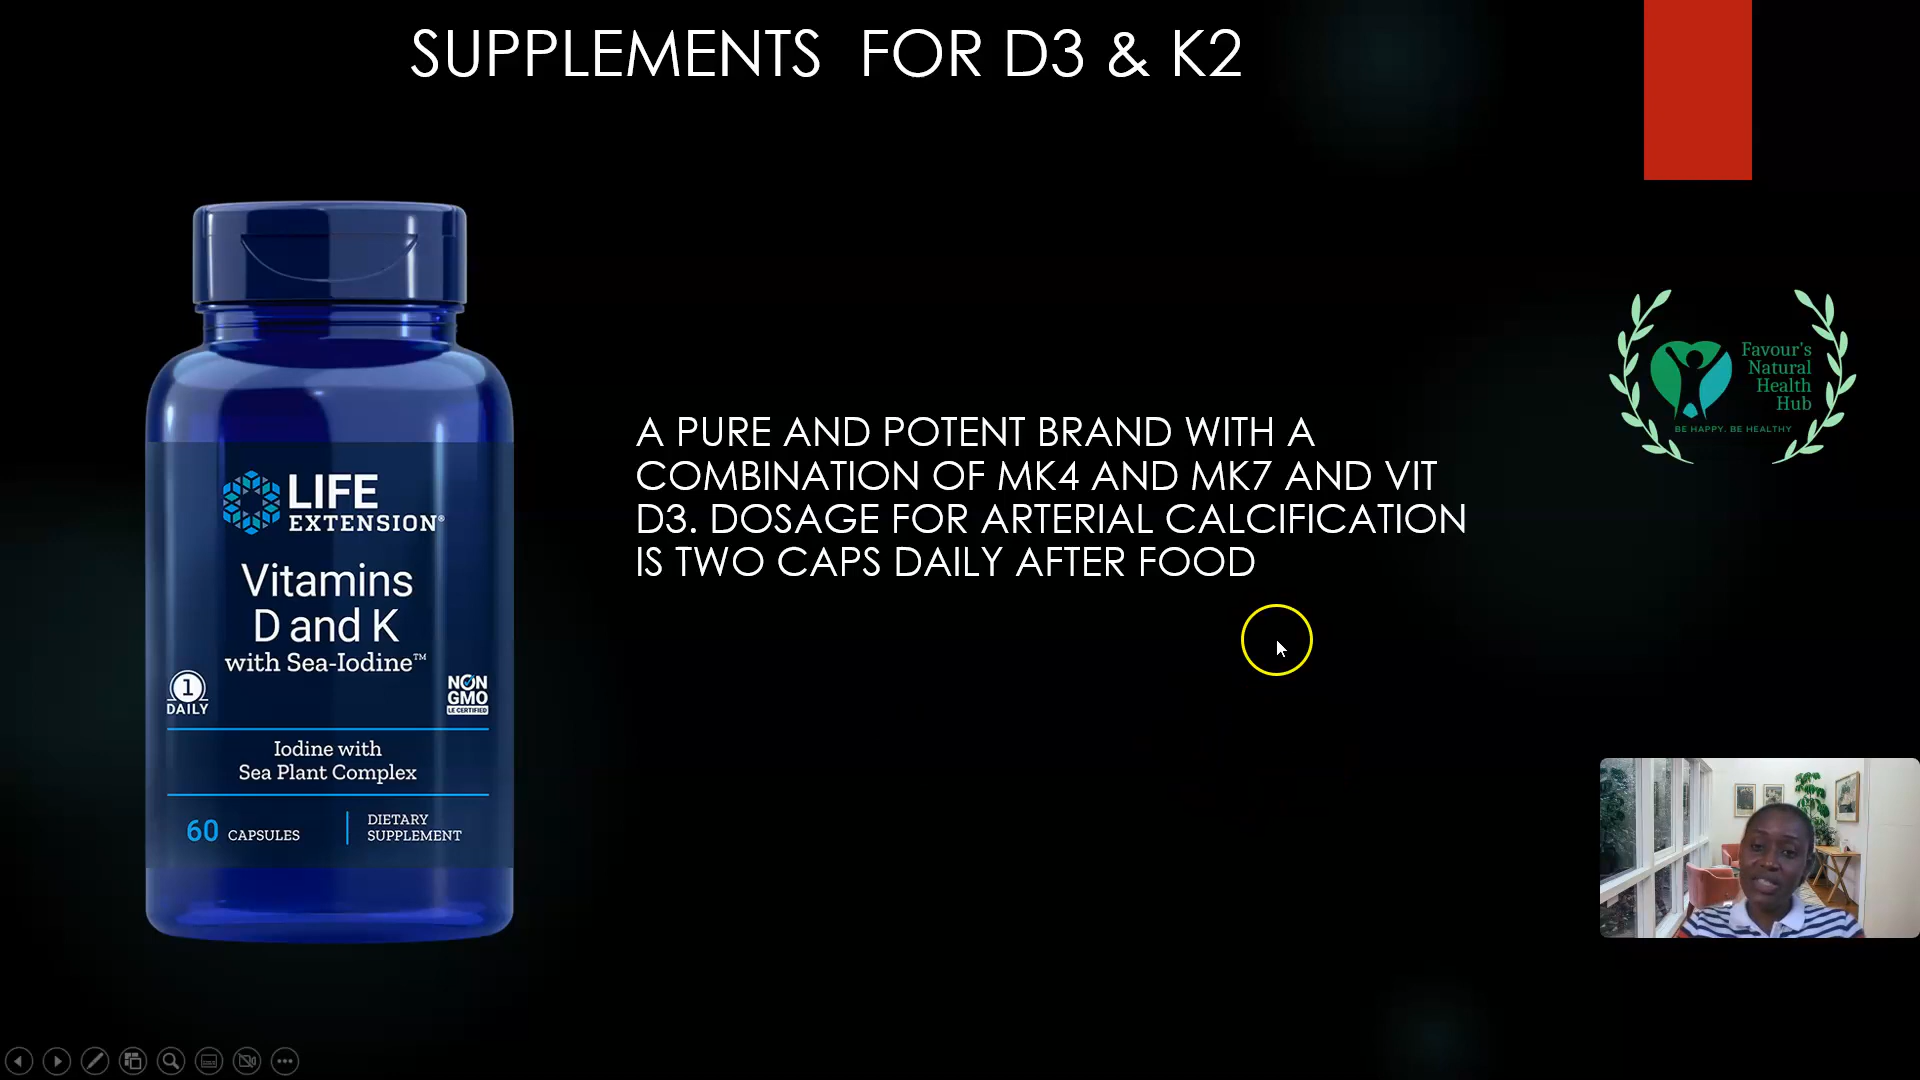 SUPPLEMENTS FOR D3 & K2
LIFE
EXTENSION®
Vitamins
D and K
with Sea-Iodine™
1
DAILY
NON
GMO
LE CERTIFIED
Iodine with
Sea Plant Complex
60 CAPSULES
DIETARY
SUPPLEMENT
A PURE AND POTENT BRAND WITH A
COMBINATION OF MK4 AND MK7 AND VIT
D3. DOSAGE FOR ARTERIAL CALCIFICATION
IS TWO CAPS DAILY AFTER FOOD
Favour's
Natural
Health
Hub
BE HAPPY. BE HEALTHY